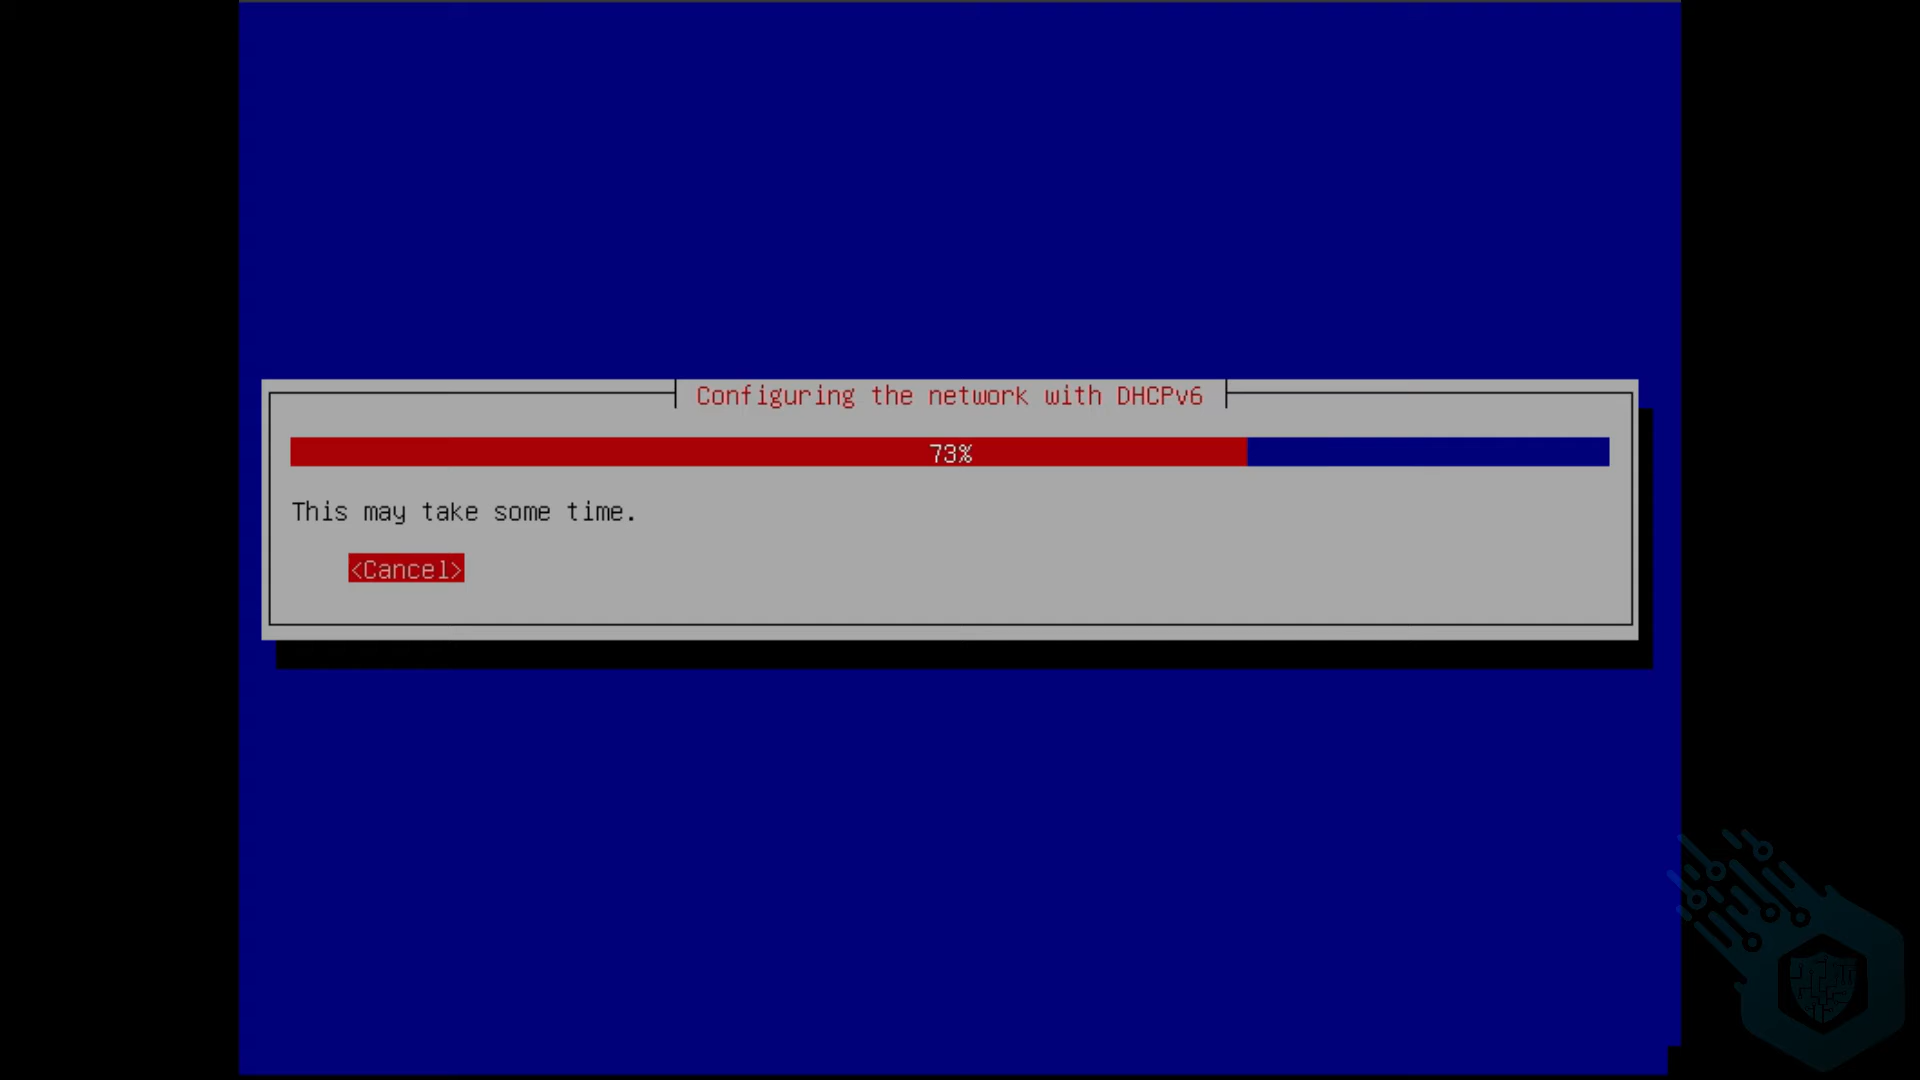 Configuring the network with DHCPv6
73%
This may take some time.
<Cancel>